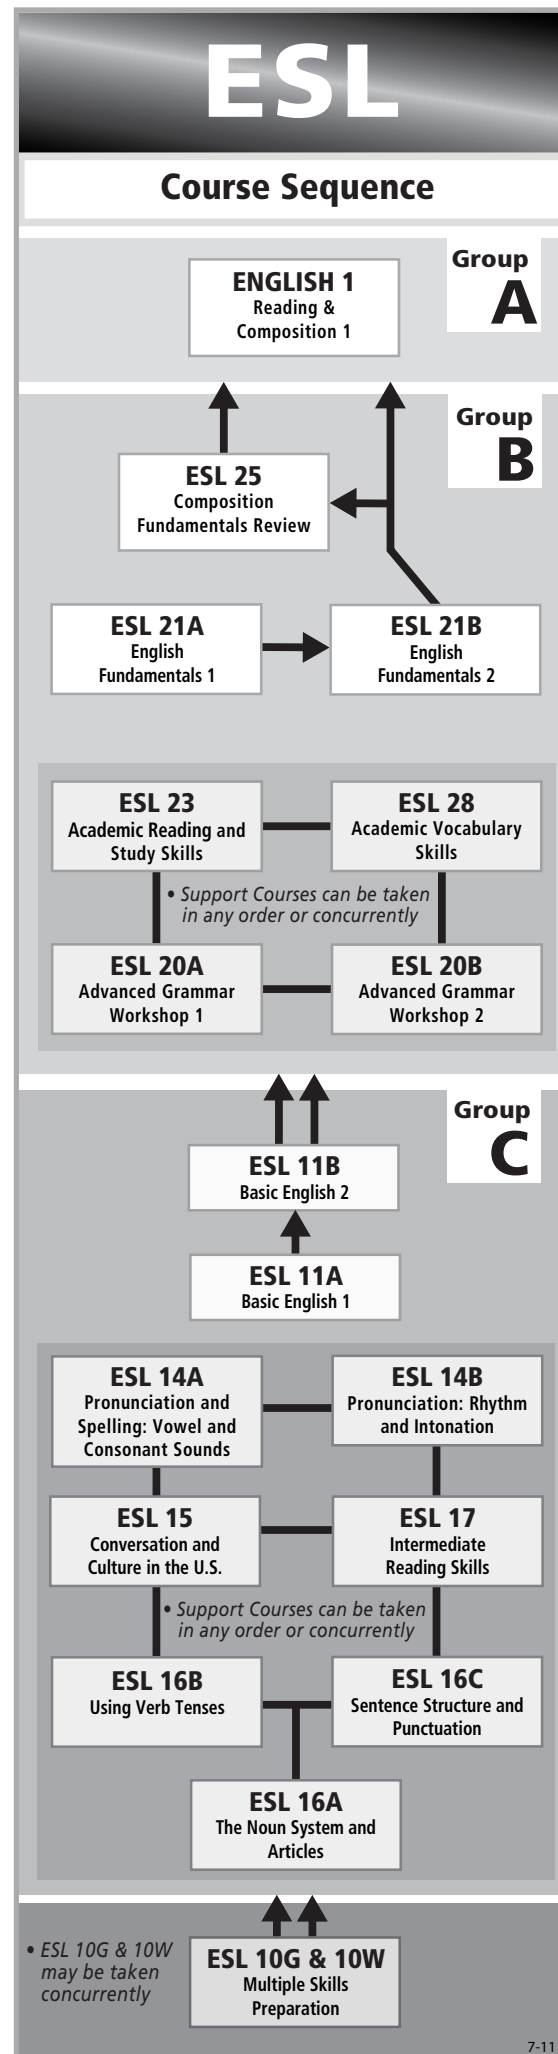 ESL
Course Sequence
Group
A
ENGLISH 1
Reading &
Composition 1
Group
B
ESL 25
Composition
Fundamentals Review
ESL 21A
English
Fundamentals 1
ESL 21B
English
Fundamentals 2
ESL 23
Academic Reading and
Study Skills
ESL 28
Academic Vocabulary
Skills
• Support Courses can be taken
in any order or concurrently
ESL 20A
Advanced Grammar
Workshop 1
ESL 20B
Advanced Grammar
Workshop 2
Group
C
ESL 11B
Basic English 2
ESL 11A
Basic English 1
ESL 14A
Pronunciation and
Spelling: Vowel and
Consonant Sounds
ESL 14B
Pronunciation: Rhythm
and Intonation
ESL 15
Conversation and
Culture in the U.S.
ESL 17
Intermediate
Reading Skills
• Support Courses can be taken
in any order or concurrently
ESL 16B
Using Verb Tenses
ESL 16C
Sentence Structure and
Punctuation
ESL 16A
The Noun System and
Articles
• ESL 10G & 10W
may be taken
concurrently
ESL 10G & 10W
Multiple Skills
Preparation
7-11